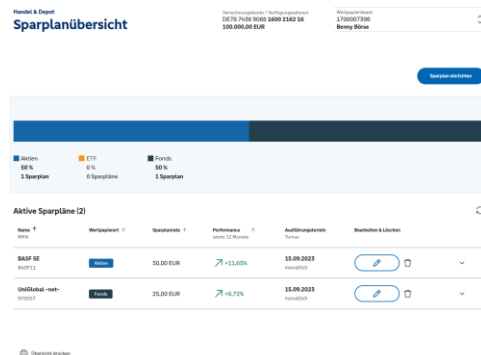 Handel & Depot
Sparplanübersicht
Verrechnungskonto / Verfügungsrahmen
DE78 7436 9088 1600 2162 16
100.000,00 EUR
Wertpapierdepot
1700007398
Benny Börse
Sparplan einrichten
Aktien
50 %
1 Sparplan
ETF
0 %
0 Sparpläne
Fonds
50 %
1 Sparplan
Aktive Sparpläne (2)
Name ↑ Wertpapierart ↑ Sparplanrate ↑ Performance ↑ Ausführungstermin Bearbeiten & Löschen
WKN letzte 12 Monate Turnus
BASF SE Aktien 50,00 EUR +11,63% 15.09.2023
BASF11 monatlich
UniGlobal -net- Fonds 25,00 EUR +6,72% 15.09.2023
975027 monatlich
Übersicht drucken